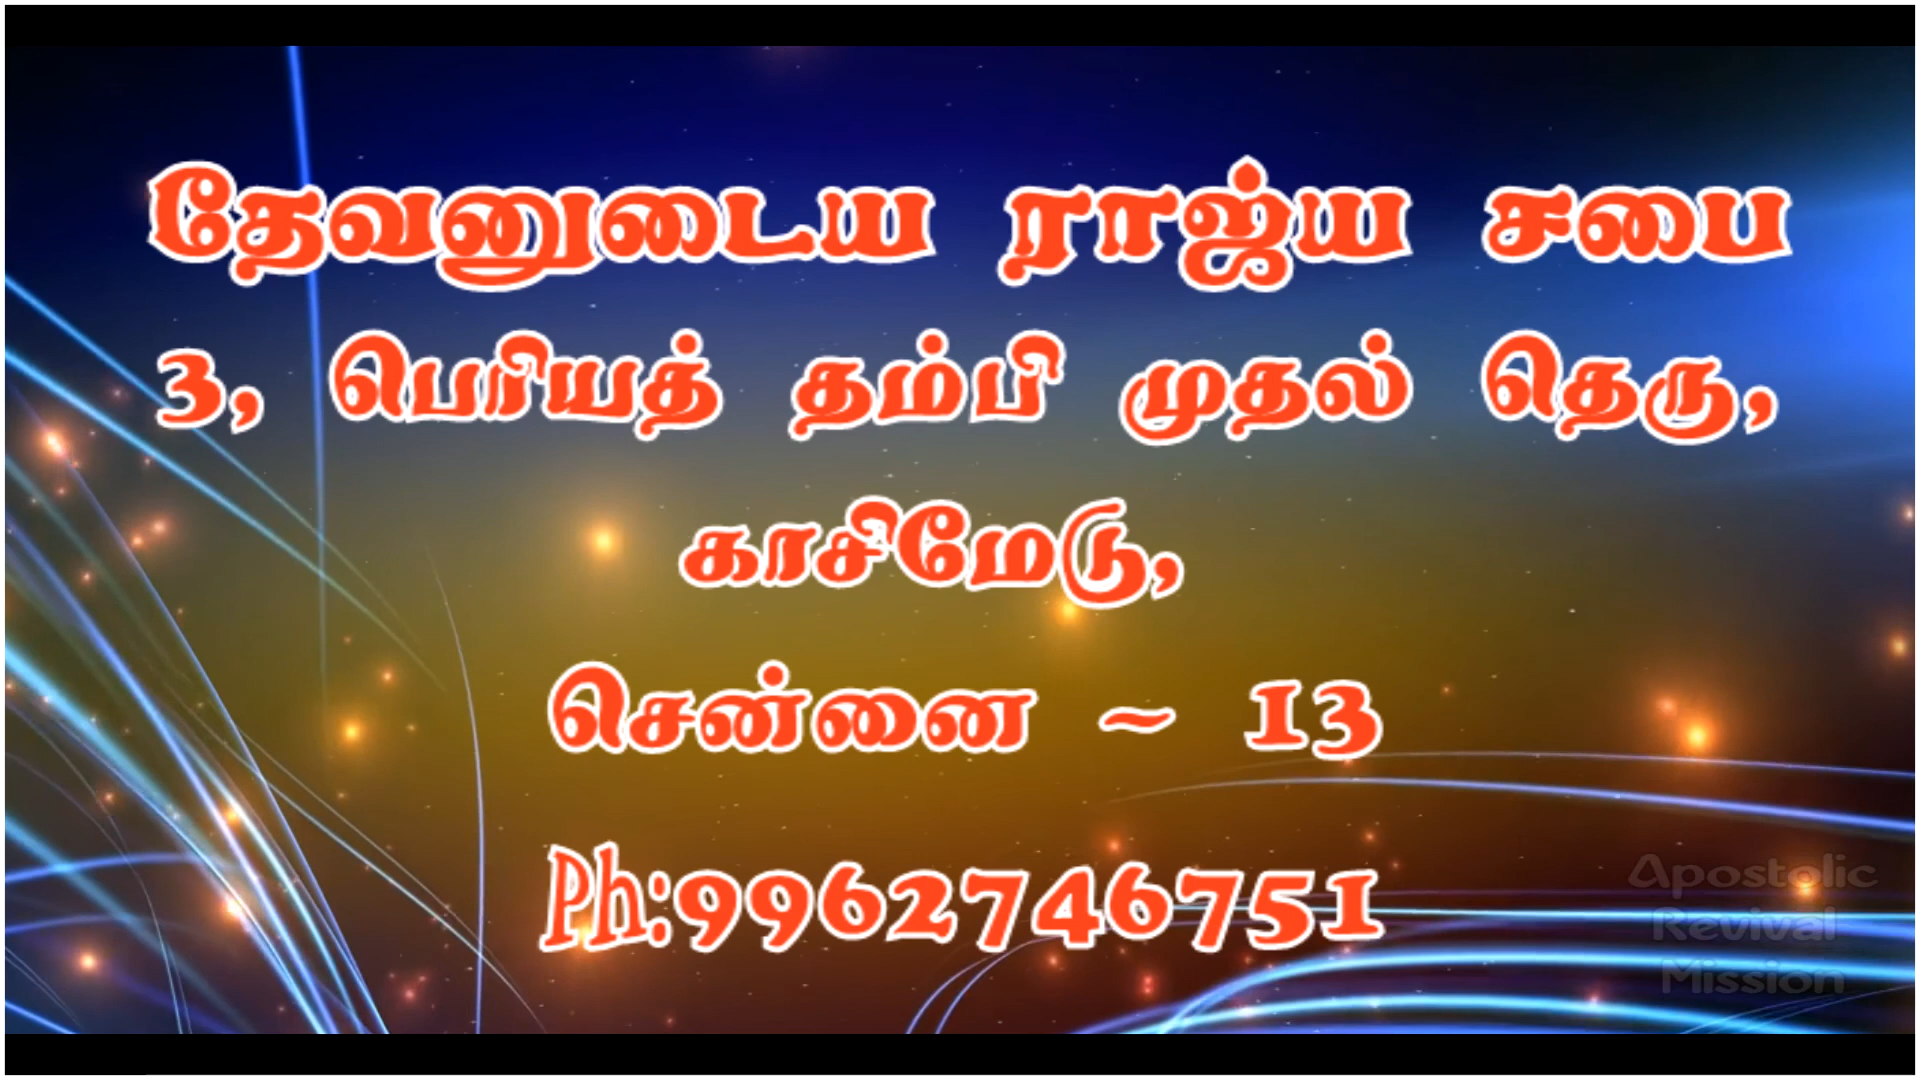 தேவனுடைய ராஜ்ய சபை
3, பெரியத் தம்பி முதல் தெரு,
காசிமேடு,
சென்னை ~ 13
Ph:9962746751
Apostolic
Revival
Mission